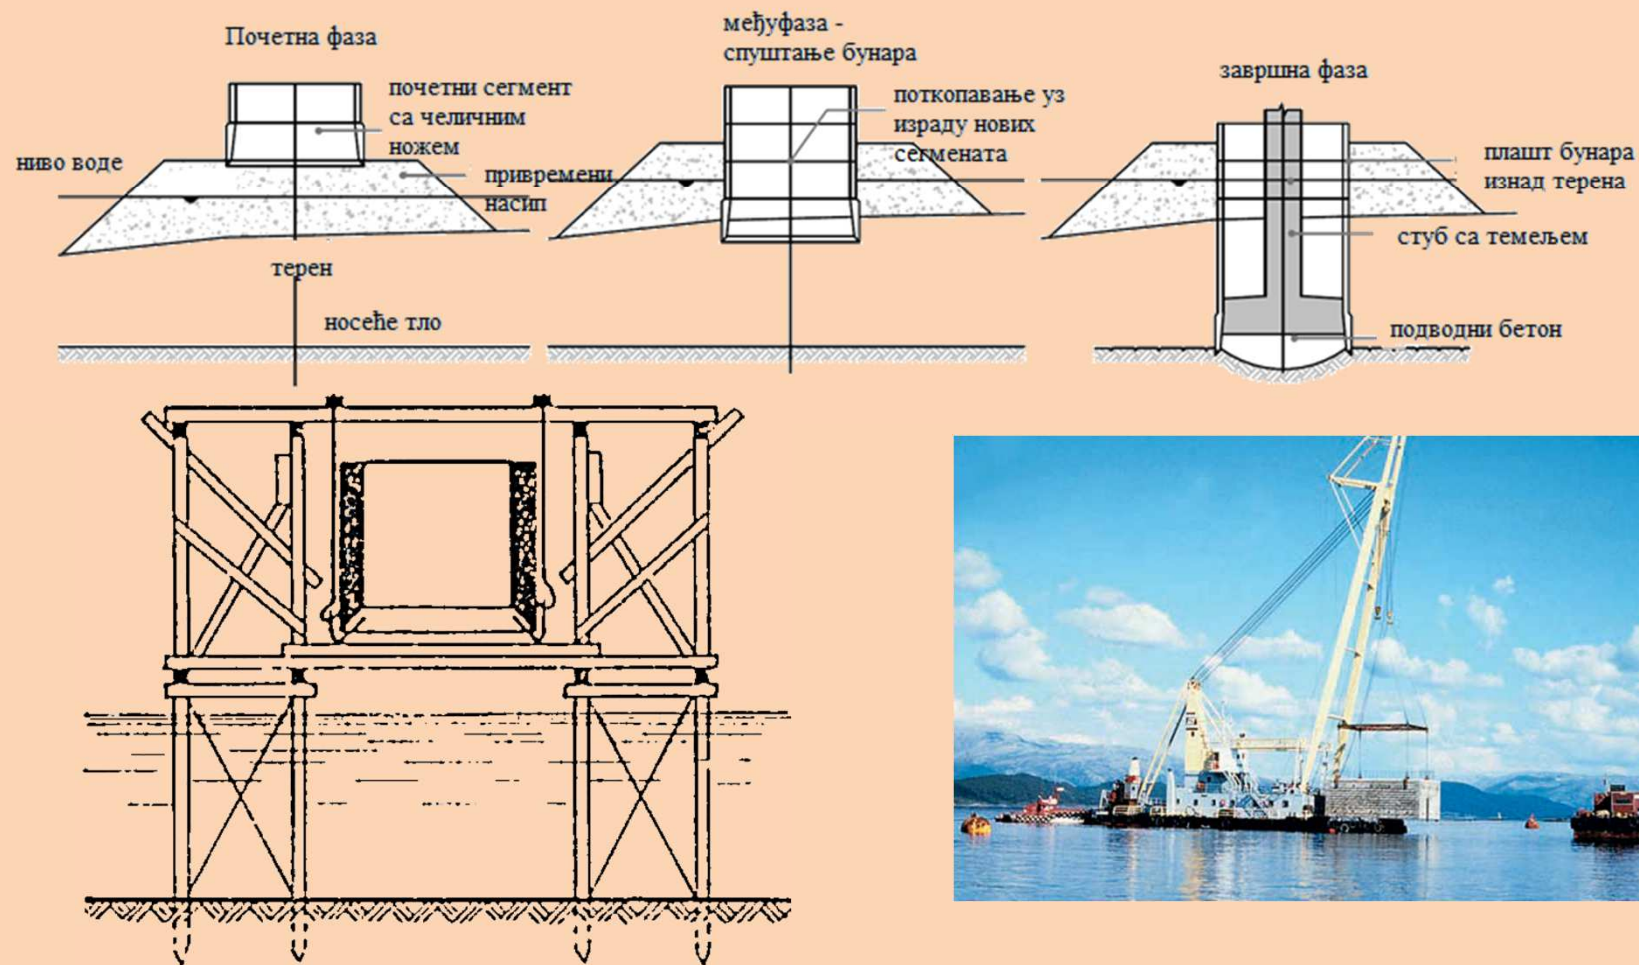 Почетна фаза
почетни сегмент
са челичним
ножем
ниво воде
привремени
насип
терен
носеће тло
међуфаза -
спуштање бунара
поткопавање уз
израду нових
сегмената
завршна фаза
плашт бунара
изнад терена
стуб са темељем
подводни бетон